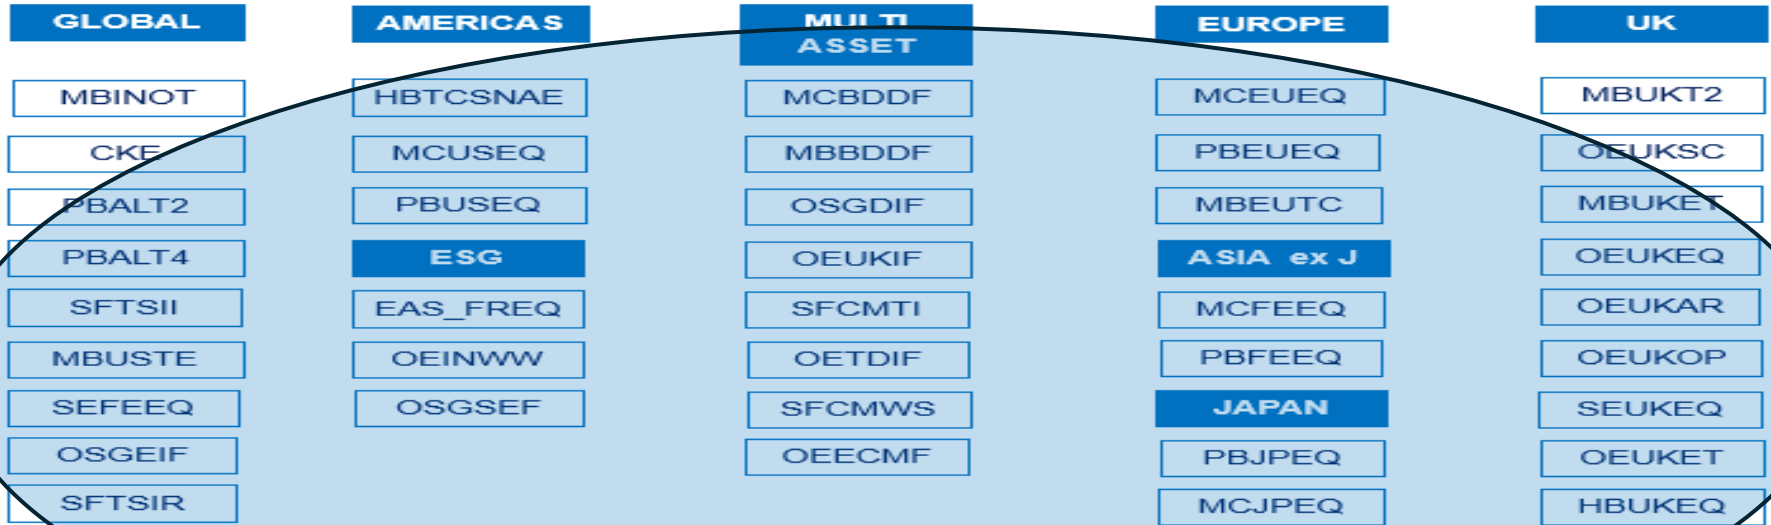 GLOBAL
MBINOT
CKE
PBALT2
PBALT4
SFTSII
MBUSTE
SEFEEQ
OSGEIF
SFTSIR
AMERICAS
HBTCSNAE
MCUSEQ
PBUSEQ
ESG
EAS_FREQ
OEINWW
OSGSEF
MULTI
ASSET
MCBDDF
MBBDDF
OSGDIF
OEUKIF
SFCMTI
OETDIF
SFCMWS
OEECMF
EUROPE
MCEUEQ
PBEUEQ
MBEUTC
ASIA ex J
MCFEEQ
PBFEEQ
JAPAN
PBJPEQ
MCJPEQ
UK
MBUKT2
OEUKSC
MBUKET
OEUKEQ
OEUKAR
OEUKOP
SEUKEQ
OEUKET
HBUKEQ